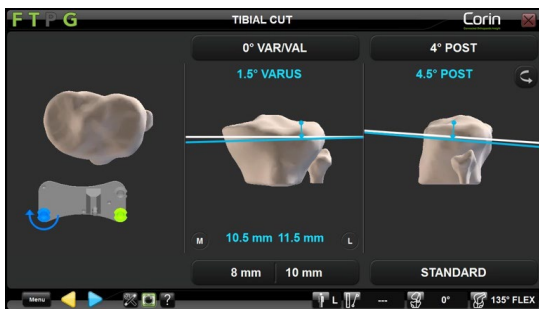 F T P G
TIBIAL CUT
Corin
0° VAR/VAL
4° POST
1.5° VARUS
4.5° POST
M
10.5 mm 11.5 mm
L
8 mm
10 mm
STANDARD
Menu
?
L
---
0°
135° FLEX